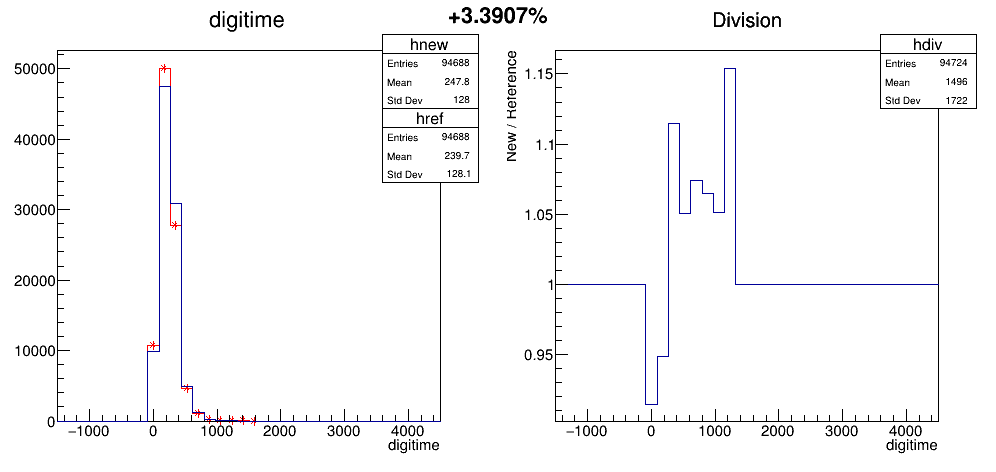 digitime
+3.3907%
Division
hnew
Entries 94688
Mean 247.8
Std Dev 128
href
Entries 94688
Mean 239.7
Std Dev 128.1
50000
40000
30000
20000
10000
0
−1000 0 1000 2000 3000 4000
digitime
hdiv
Entries 94724
Mean 1496
Std Dev 1722
New / Reference
1.15
1.1
1.05
1
0.95
−1000 0 1000 2000 3000 4000
digitime